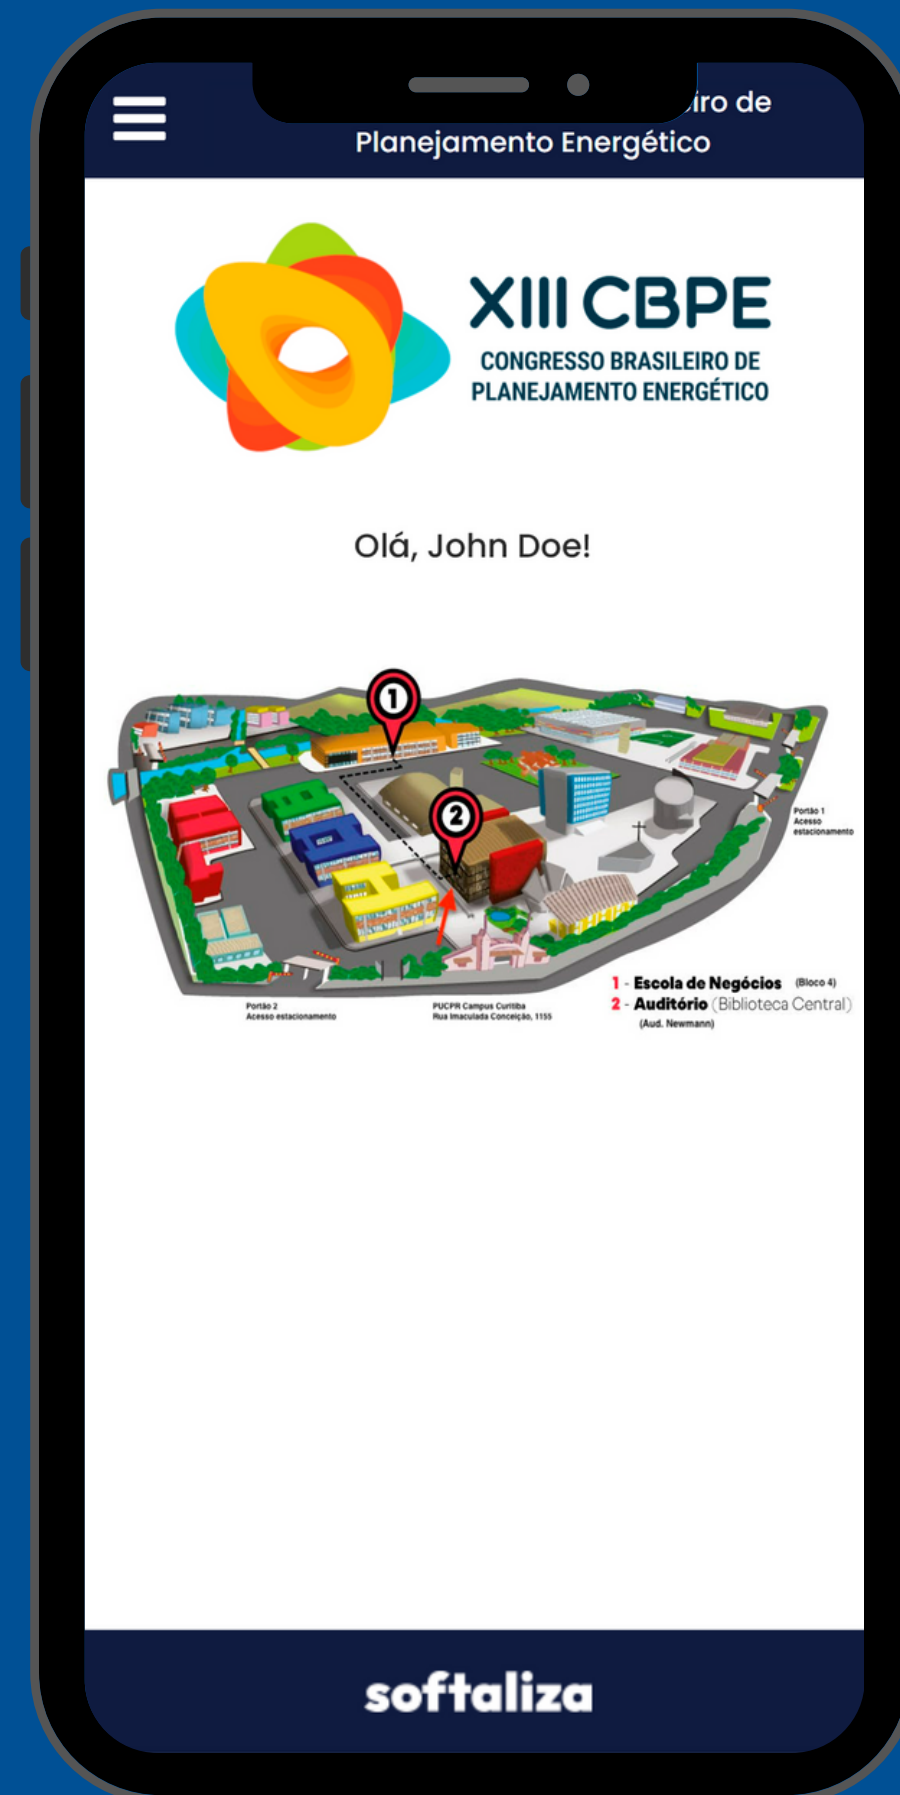 iro de
Planejamento Energético
XIII CBPE
CONGRESSO BRASILEIRO DE
PLANEJAMENTO ENERGÉTICO
Olá, John Doe!
1
2
Portão 1
Acesso
estacionamento
1 - Escola de Negócios (Bloco 4)
2 - Auditório (Biblioteca Central)
(Aud. Newmann)
Portão 2
Acesso estacionamento
PUCPR Campus Curitiba
Rua Imaculada Conceição, 1155
softaliza